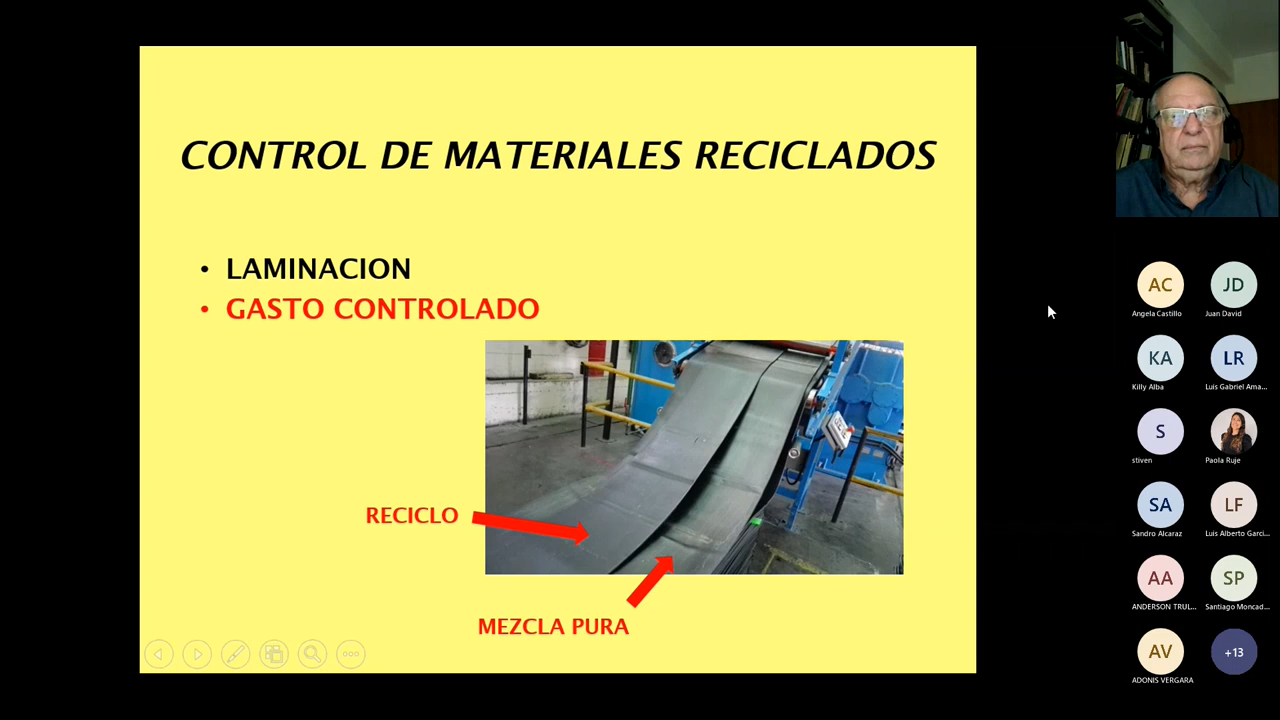 CONTROL DE MATERIALES RECICLADOS
• LAMINACION
• GASTO CONTROLADO
RECICLO
MEZCLA PURA
AC
Angela Castillo
JD
Juan David
KA
Killy Alba
LR
Luis Gabriel Ama...
S
stiven
Paola Ruje
SA
Sandro Alcaraz
LF
Luis Alberto Garci...
AA
ANDERSON TRUL...
SP
Santiago Moncad...
AV
ADONIS VERGARA
+13